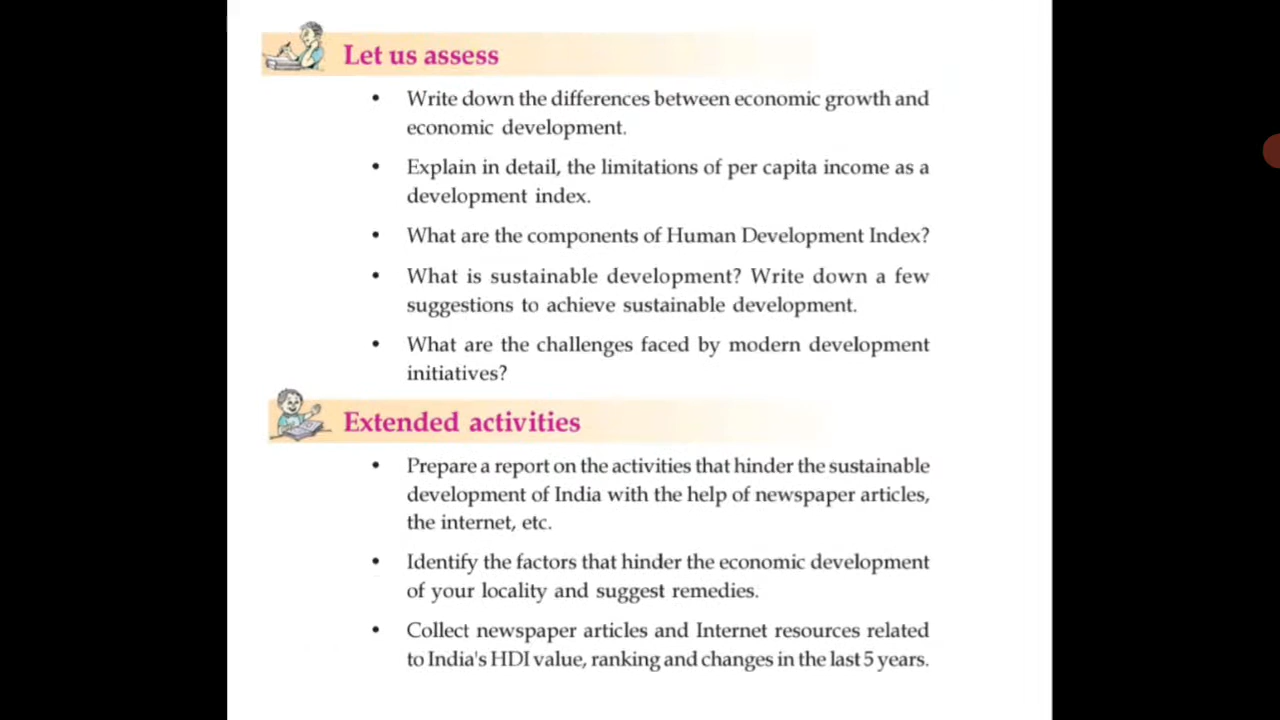 Let us assess
• Write down the differences between economic growth and
economic development.
• Explain in detail, the limitations of per capita income as a
development index.
• What are the components of Human Development Index?
• What is sustainable development? Write down a few
suggestions to achieve sustainable development.
• What are the challenges faced by modern development
initiatives?
Extended activities
• Prepare a report on the activities that hinder the sustainable
development of India with the help of newspaper articles,
the internet, etc.
• Identify the factors that hinder the economic development
of your locality and suggest remedies.
• Collect newspaper articles and Internet resources related
to India's HDI value, ranking and changes in the last 5 years.